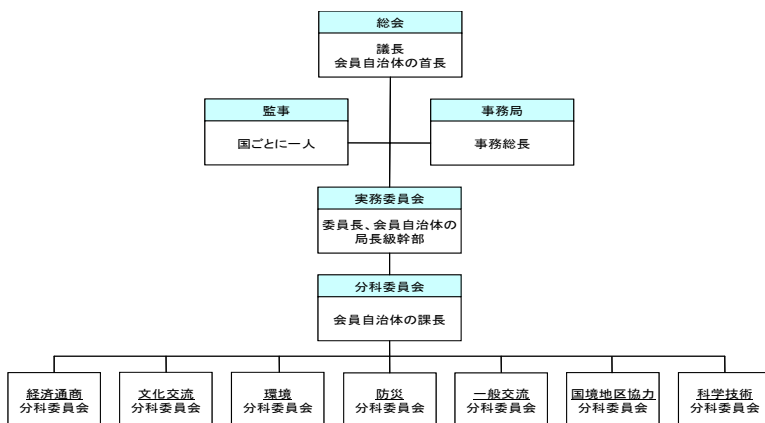 総会
議長
会員自治体の首長
監事
国ごとに一人
事務局
事務総長
実務委員会
委員長、会員自治体の
局長級幹部
分科委員会
会員自治体の課長
経済通商
分科委員会
文化交流
分科委員会
環境
分科委員会
防災
分科委員会
一般交流
分科委員会
国境地区協力
分科委員会
科学技術
分科委員会